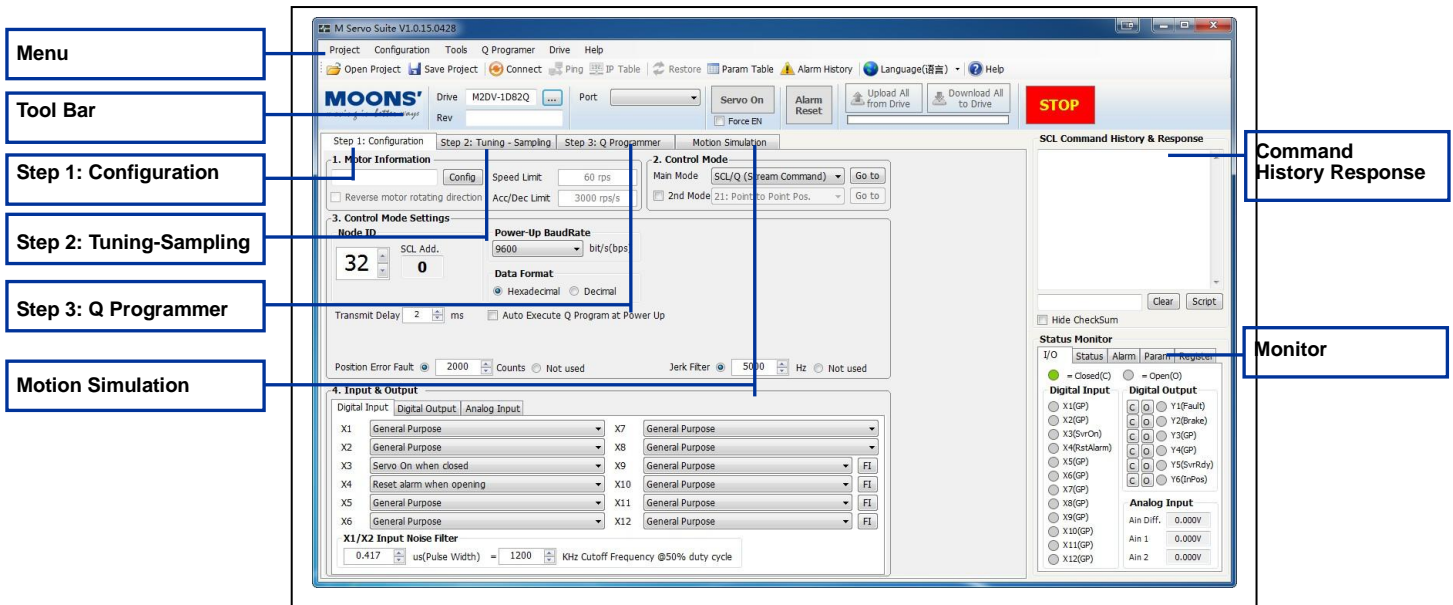 M Servo Suite V1.0.15.0428
Menu
Project Configuration Tools Q Programer Drive Help
Open Project Save Project Connect Ping IP Table Restore Param Table Alarm History Language(语言) Help
Tool Bar
MOONS' Drive M2DV-1D82Q ... Port Servo On Alarm Reset Upload All from Drive Download All to Drive STOP
moving in better ways Rev Force EN
Step 1: Configuration Step 2: Tuning - Sampling Step 3: Q Programmer Motion Simulation SCL Command History & Response
Step 1: Configuration
1. Motor Information 2. Control Mode
Config Speed Limit 60 rps Main Mode SCL/Q (Stream Command) Go to
Reverse motor rotating direction Acc/Dec Limit 3000 rps/s 2nd Mode 21: Point to Point Pos. Go to
Command
History Response
Step 2: Tuning-Sampling
3. Control Mode Settings
Node ID Power-Up BaudRate
32 SCL Add. 0 9600 bit/s(bps)
Data Format
Hexadecimal Decimal
Step 3: Q Programmer
Transmit Delay 2 ms Auto Execute Q Program at Power Up
Clear Script
Hide CheckSum
Position Error Fault 2000 Counts Not used Jerk Filter 5000 Hz Not used
Motion Simulation
Status Monitor
I/O Status Alarm Param Register
Monitor
= Closed(C) = Open(O)
4. Input & Output
Digital Input Digital Output Analog Input
X1 General Purpose X7 General Purpose
X2 General Purpose X8 General Purpose
X3 Servo On when closed X9 General Purpose FI
X4 Reset alarm when opening X10 General Purpose FI
X5 General Purpose X11 General Purpose FI
X6 General Purpose X12 General Purpose FI
X1/X2 Input Noise Filter
0.417 us(Pulse Width) = 1200 KHz Cutoff Frequency @50% duty cycle
Digital Input Digital Output
X1(GP) C O Y1(Fault)
X2(GP) C O Y2(Brake)
X3(SvrOn) C O Y3(GP)
X4(RstAlarm) C O Y4(GP)
X5(GP) C O Y5(SvrRdy)
X6(GP) C O Y6(InPos)
X7(GP)
X8(GP) Analog Input
X9(GP) Ain Diff. 0.000V
X10(GP) Ain 1 0.000V
X11(GP)
X12(GP) Ain 2 0.000V